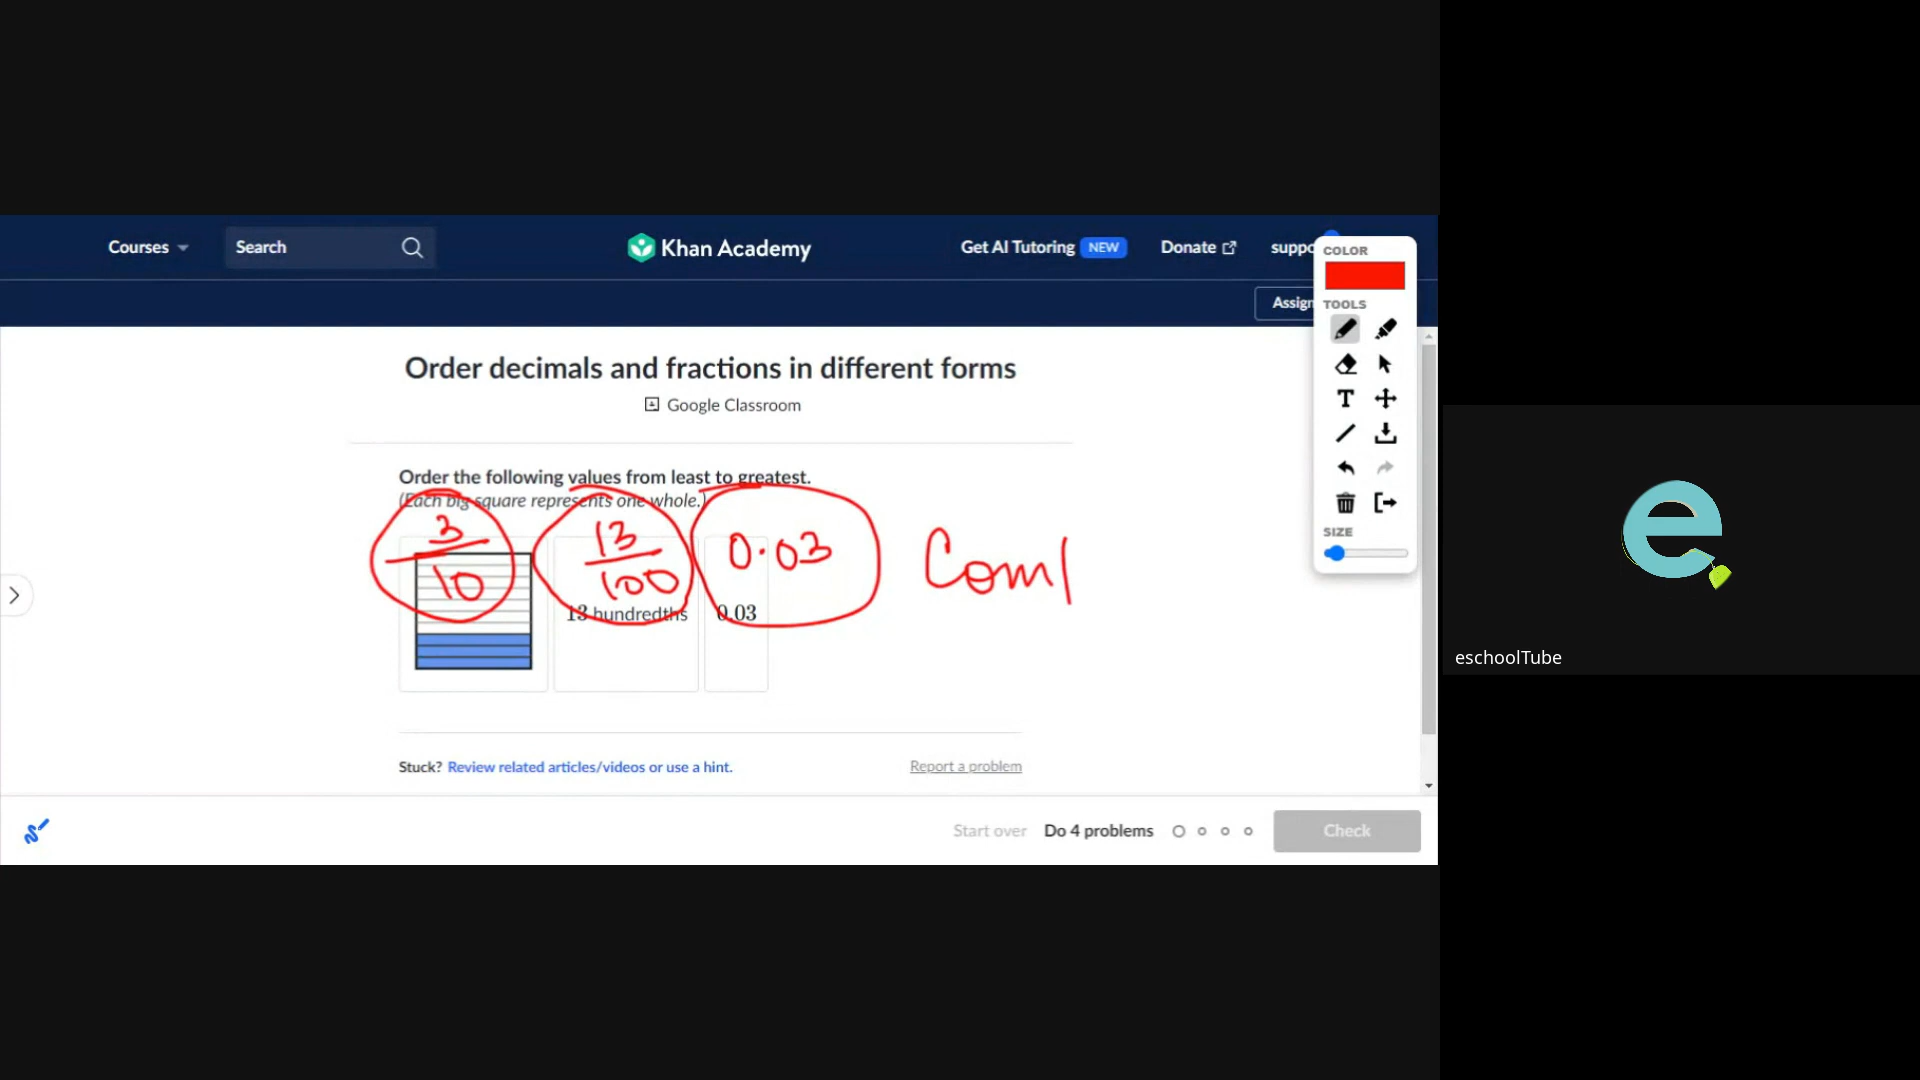 Courses
Search
Khan Academy
Get AI Tutoring NEW
Donate
suppo
COLOR
Assign
TOOLS
Order decimals and fractions in different forms
Google Classroom
Order the following values from least to greatest.
(Each big square represents one whole.)
3/10
13/100
0.03
Com
13 hundredths
0.03
SIZE
eschoolTube
Stuck? Review related articles/videos or use a hint.
Report a problem
Start over
Do 4 problems
Check